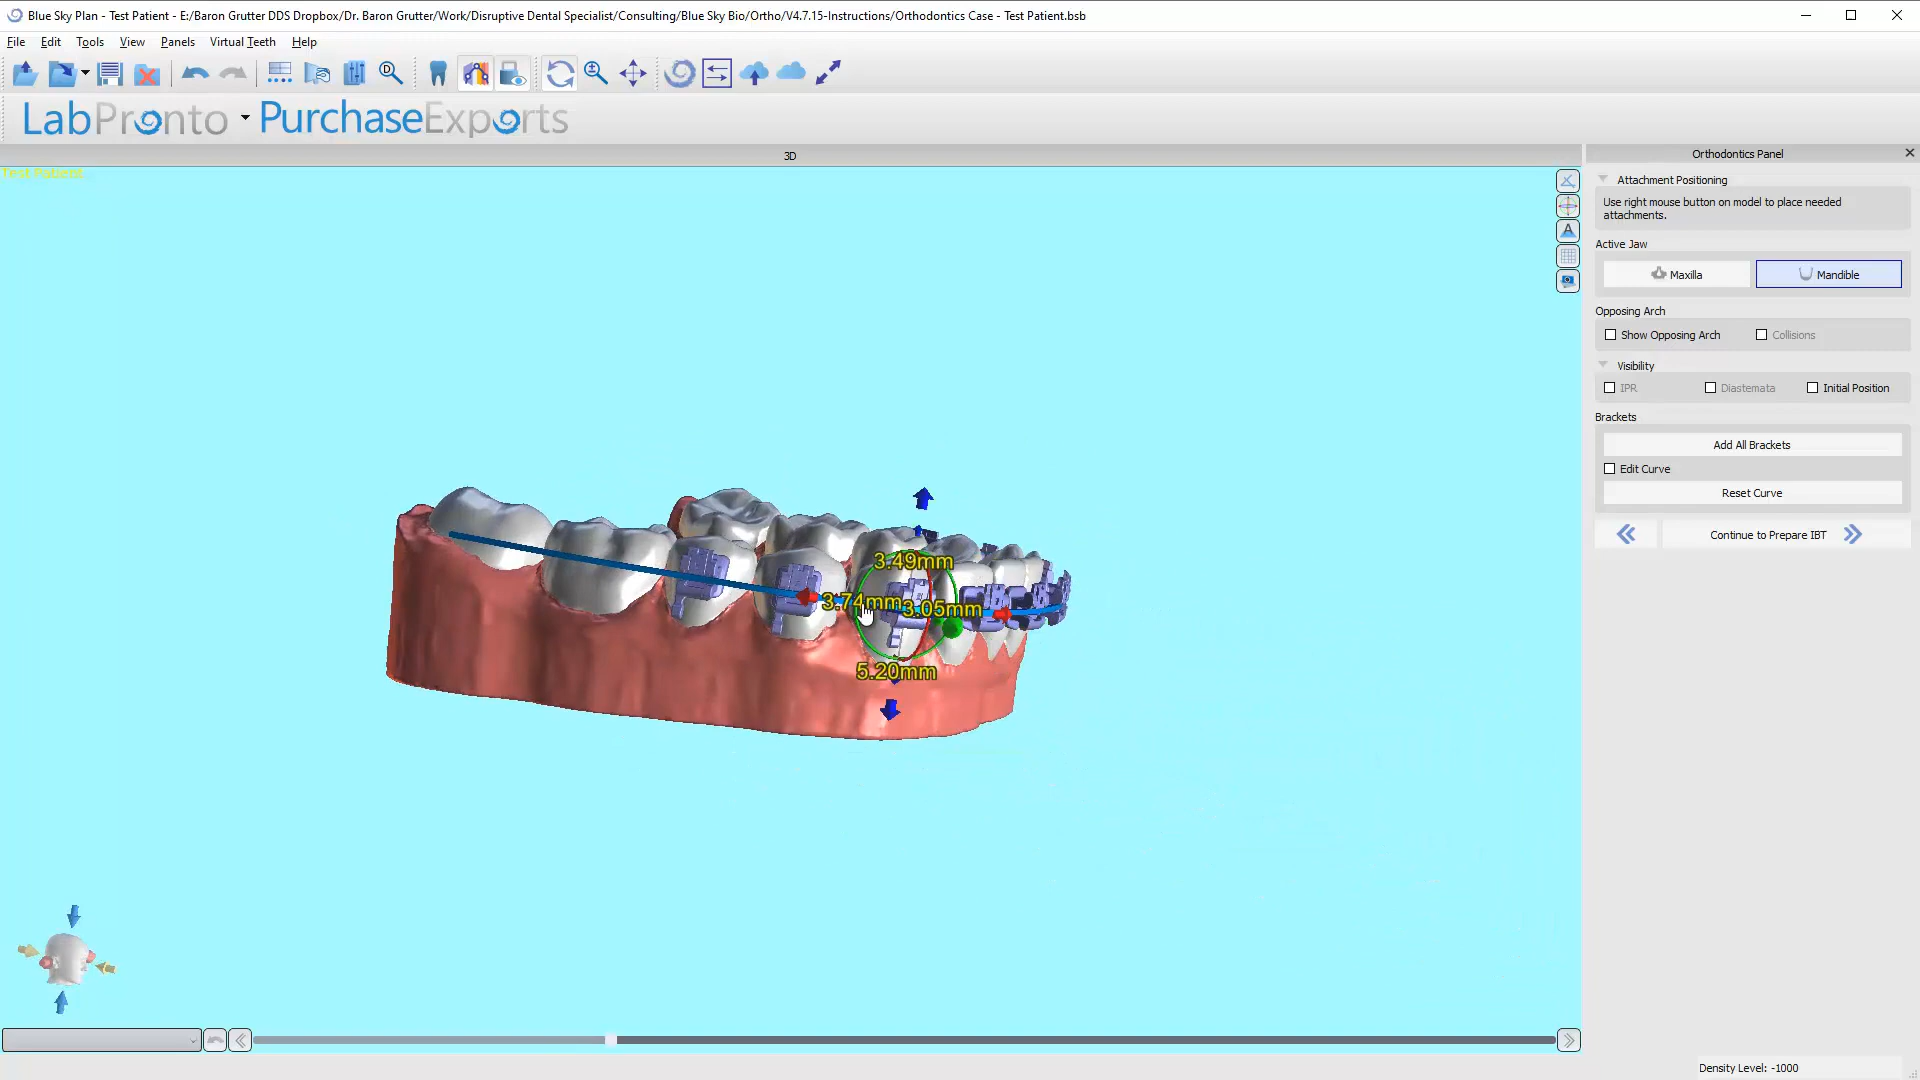 Blue Sky Plan - Test Patient - E:/Baron Grutter DDS Dropbox/Dr. Baron Grutter/Work/Disruptive Dental Specialist/Consulting/Blue Sky Bio/Ortho/V4.7.15-Instructions/Orthodontics Case - Test Patient.bsb
File Edit Tools View Panels Virtual Teeth Help
D
LabPronto PurchaseExports
3D
Test Patient
A
3.49mm
3.74mm 3.05mm
5.20mm
Orthodontics Panel
Attachment Positioning
Use right mouse button on model to place needed
attachments.
Active Jaw
Maxilla Mandible
Opposing Arch
Show Opposing Arch Collisions
Visibility
IPR Diastemata Initial Position
Brackets
Add All Brackets
Edit Curve
Reset Curve
Continue to Prepare IBT
Density Level: -1000